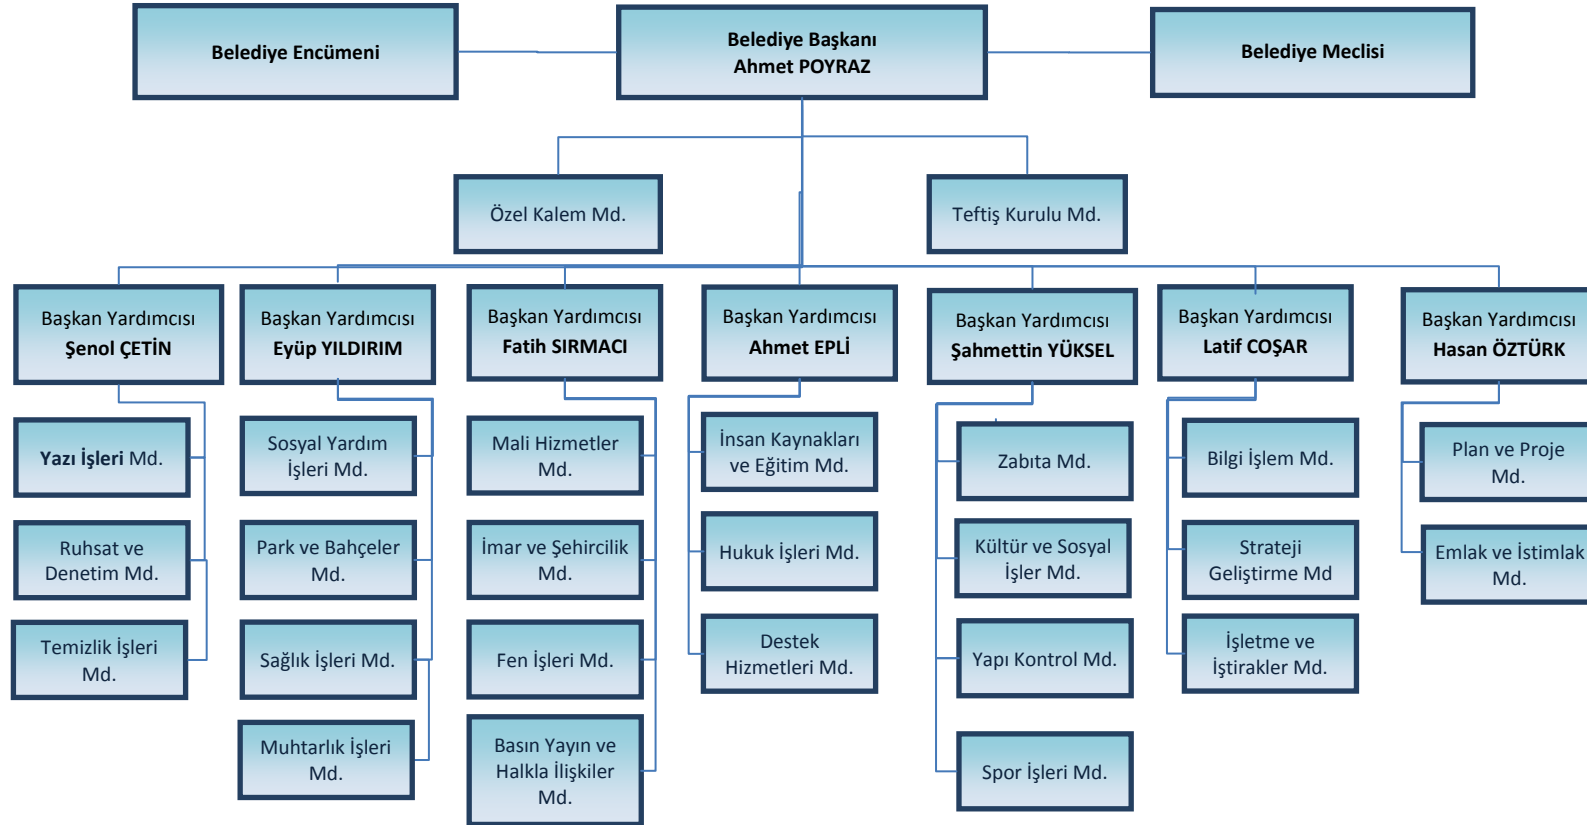 Belediye Encümeni
Belediye Başkanı
Ahmet POYRAZ
Belediye Meclisi
Özel Kalem Md.
Teftiş Kurulu Md.
Başkan Yardımcısı
Şenol ÇETİN
Başkan Yardımcısı
Eyüp YILDIRIM
Başkan Yardımcısı
Fatih SIRMACI
Başkan Yardımcısı
Ahmet EPLİ
Başkan Yardımcısı
Şahmettin YÜKSEL
Başkan Yardımcısı
Latif COŞAR
Başkan Yardımcısı
Hasan ÖZTÜRK
Yazı İşleri Md.
Ruhsat ve
Denetim Md.
Temizlik İşleri
Md.
Sosyal Yardım
İşleri Md.
Park ve Bahçeler
Md.
Sağlık İşleri Md.
Muhtarlık İşleri
Md.
Mali Hizmetler
Md.
İmar ve Şehircilik
Md.
Fen İşleri Md.
Basın Yayın ve
Halkla İlişkiler
Md.
İnsan Kaynakları
ve Eğitim Md.
Hukuk İşleri Md.
Destek
Hizmetleri Md.
Zabıta Md.
Kültür ve Sosyal
İşler Md.
Yapı Kontrol Md.
Spor İşleri Md.
Bilgi İşlem Md.
Strateji
Geliştirme Md
İşletme ve
İştirakler Md.
Plan ve Proje
Md.
Emlak ve İstimlak
Md.